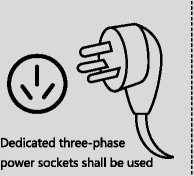 Dedicated three-phase
power sockets shall be used